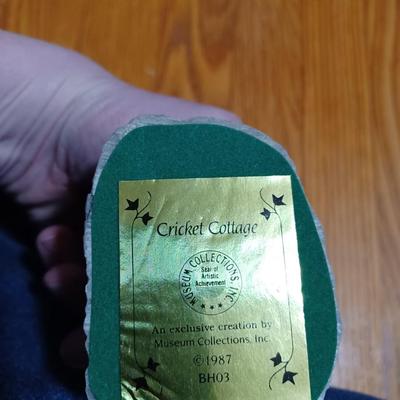 Cricket Cottage
MUSEUM COLLECTIONS INC.
Seal of
Artistic
Achievement
An exclusive creation by
Museum Collections, Inc.
©1987
BH03